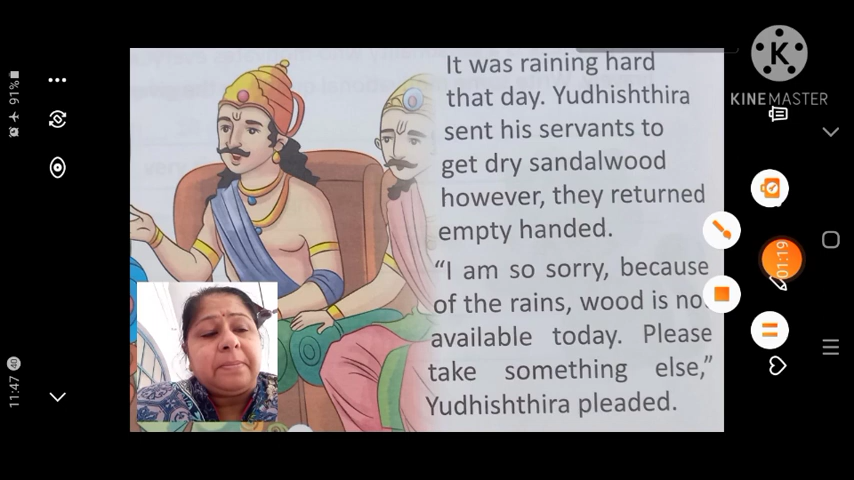 It was raining hard
that day. Yudhishthira
sent his servants to
get dry sandalwood
however, they returned
empty handed.
“I am so sorry, because
of the rains, wood is no
available today. Please
take something else,”
Yudhishthira pleaded.
KINEMASTER
K
01:19
91%
11:47
40